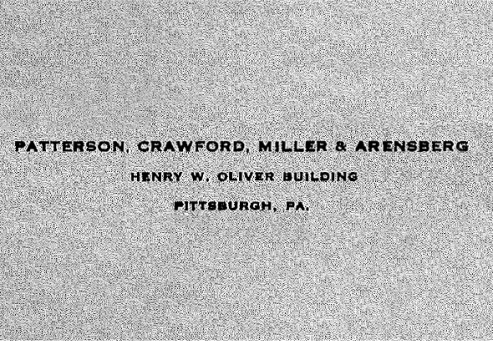 PATTERSON, CRAWFORD, MILLER & ARENSBERG
HENRY W. OLIVER BUILDING
PITTSBURGH, PA.